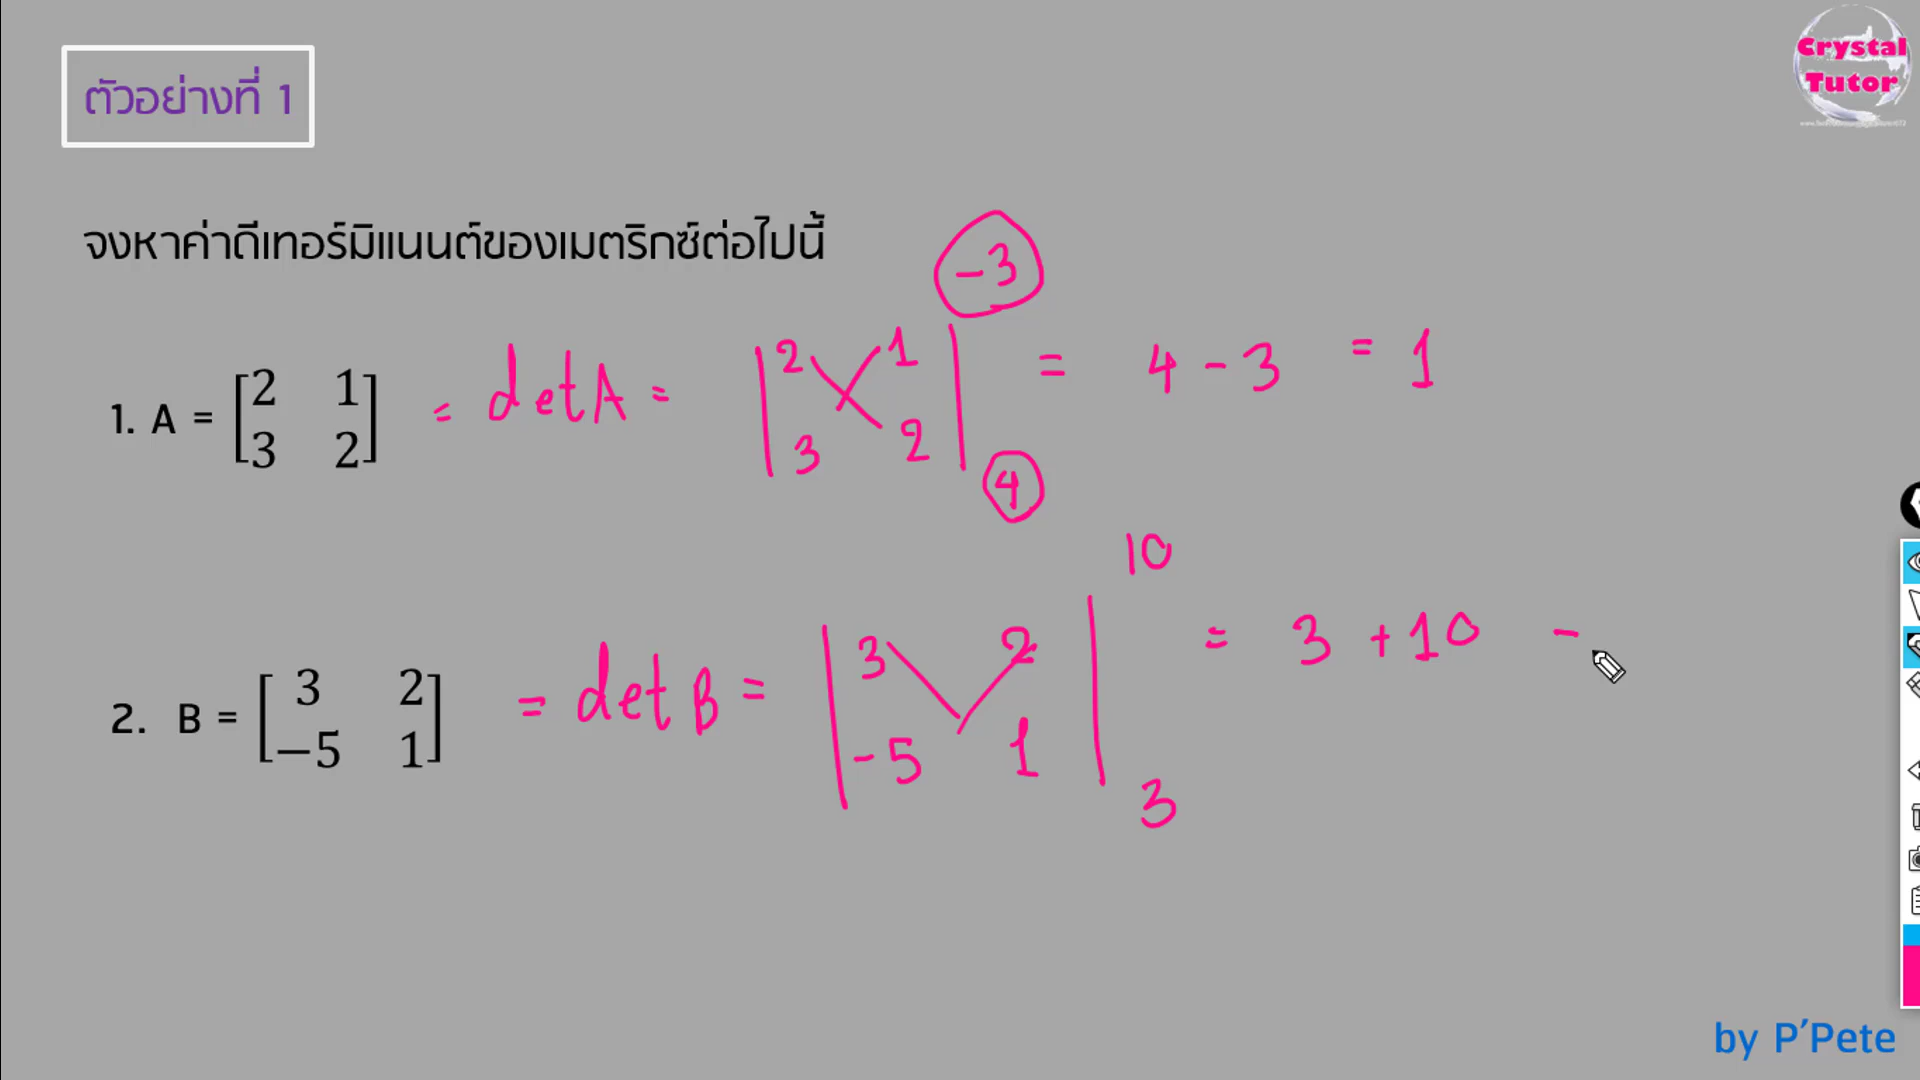 Crystal
Tutor
ตัวอย่างที่ 1
จงหาค่าดีเทอร์มิแนนต์ของเมตริกซ์ต่อไปนี้
-3
1. A = [2 1 3 2] = det A = |2 1 3 2| = 4 - 3 = 1
4
10
2. B = [3 2 −5 1] = det B = |3 2 -5 1| = 3 + 10 -
3
by P'Pete